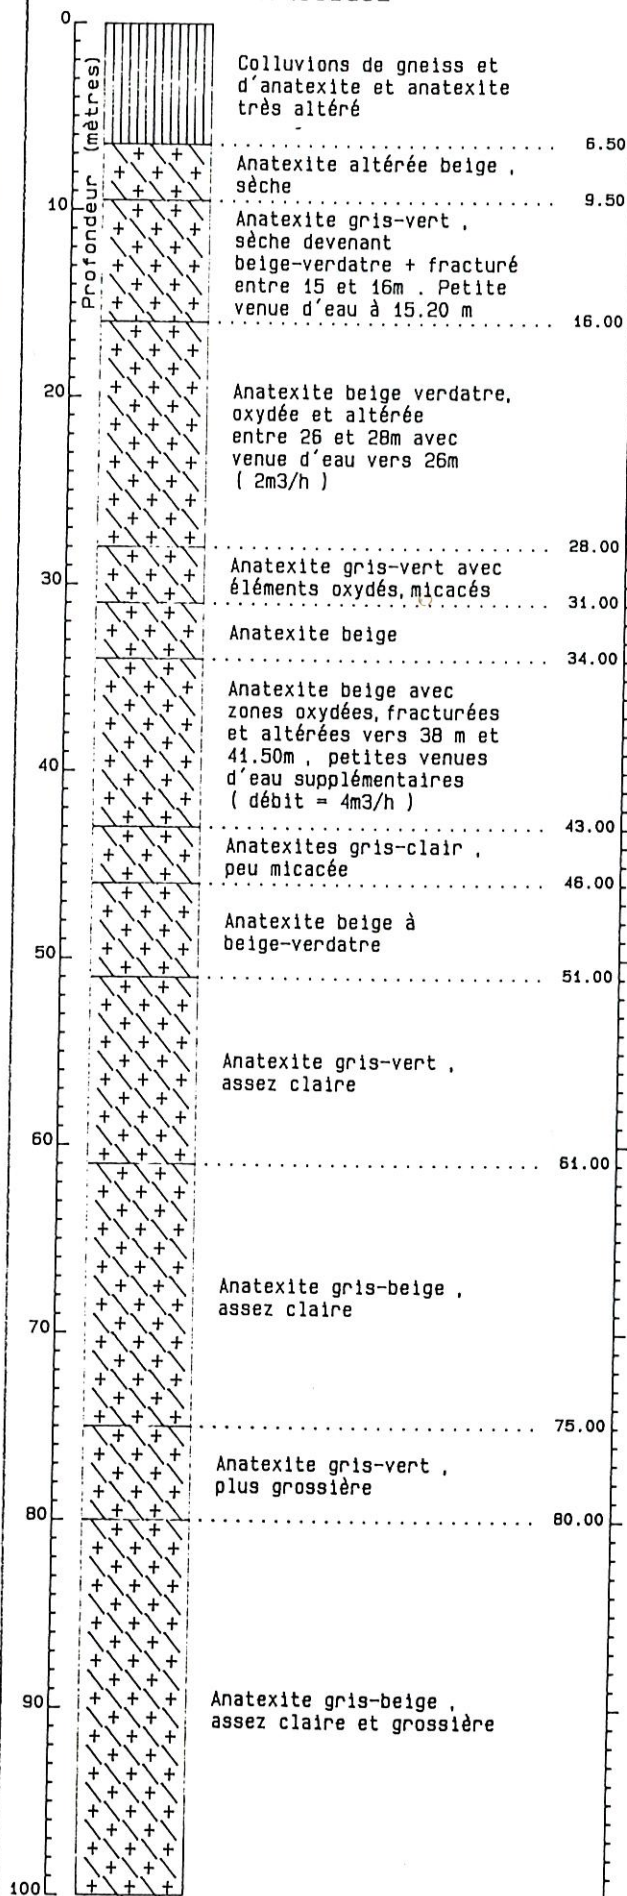 0
Profondeur (mètres)
Colluvions de gneiss et
d'anatexite et anatexite
très altéré
6.50
Anatexite altérée beige ,
sèche
9.50
10
Anatexite gris-vert ,
sèche devenant
beige-verdatre + fracturé
entre 15 et 16m . Petite
venue d'eau à 15.20 m
16.00
20
Anatexite beige verdatre,
oxydée et altérée
entre 26 et 28m avec
venue d'eau vers 26m
( 2m3/h )
28.00
Anatexite gris-vert avec
éléments oxydés, micacés
30
31.00
Anatexite beige
34.00
Anatexite beige avec
zones oxydées, fracturées
et altérées vers 38 m et
41.50m , petites venues
d'eau supplémentaires
( débit = 4m3/h )
40
43.00
Anatexites gris-clair ,
peu micacée
46.00
Anatexite beige à
beige-verdatre
50
51.00
Anatexite gris-vert ,
assez claire
60
61.00
Anatexite gris-beige ,
assez claire
70
75.00
Anatexite gris-vert ,
plus grossière
80
80.00
Anatexite gris-beige ,
assez claire et grossière
90
100